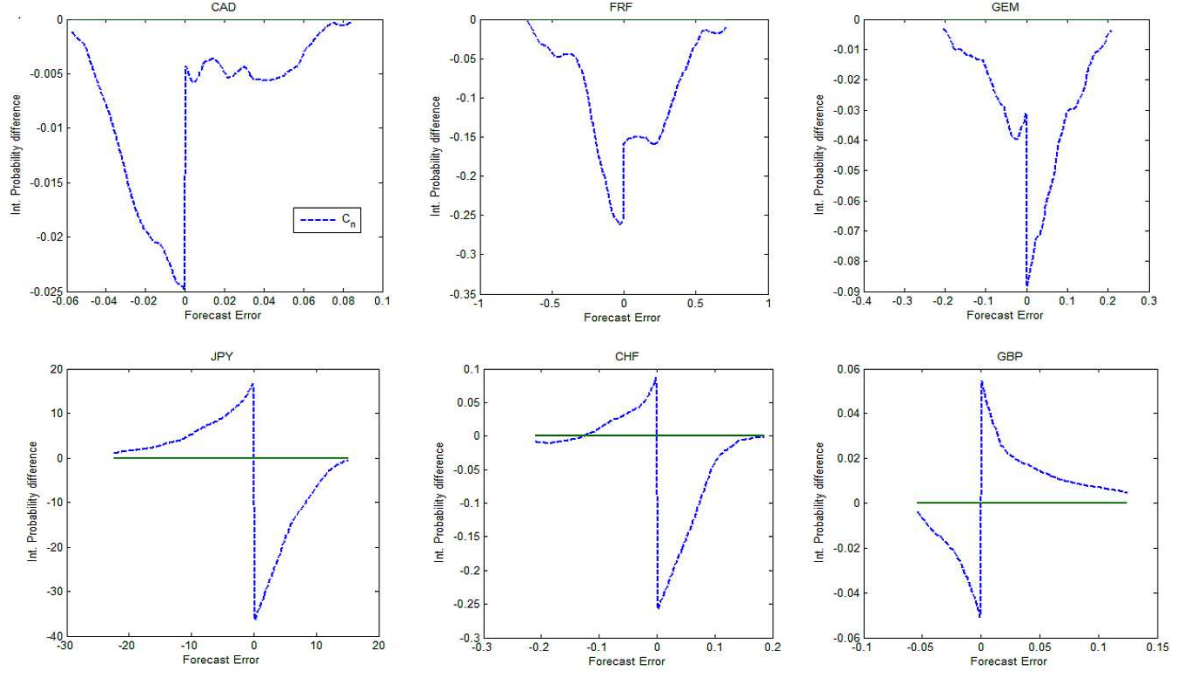 CAD
Int. Probability difference
0
-0.005
-0.01
-0.015
-0.02
-0.025
-0.06 -0.04 -0.02 0 0.02 0.04 0.06 0.08 0.1
Forecast Error
C_n
FRF
Int. Probability difference
0
-0.05
-0.1
-0.15
-0.2
-0.25
-0.3
-0.35
-1 -0.5 0 0.5 1
Forecast Error
GEM
Int. Probability difference
0
-0.01
-0.02
-0.03
-0.04
-0.05
-0.06
-0.07
-0.08
-0.09
-0.4 -0.3 -0.2 -0.1 0 0.1 0.2 0.3
Forecast Error
JPY
Int. Probability difference
20
10
0
-10
-20
-30
-40
-30 -20 -10 0 10 20
Forecast Error
CHF
Int. Probability difference
0.1
0.05
0
-0.05
-0.1
-0.15
-0.2
-0.25
-0.3
-0.3 -0.2 -0.1 0 0.1 0.2
Forecast Error
GBP
Int. Probability difference
0.06
0.04
0.02
0
-0.02
-0.04
-0.06
-0.1 -0.05 0 0.05 0.1 0.15
Forecast Error